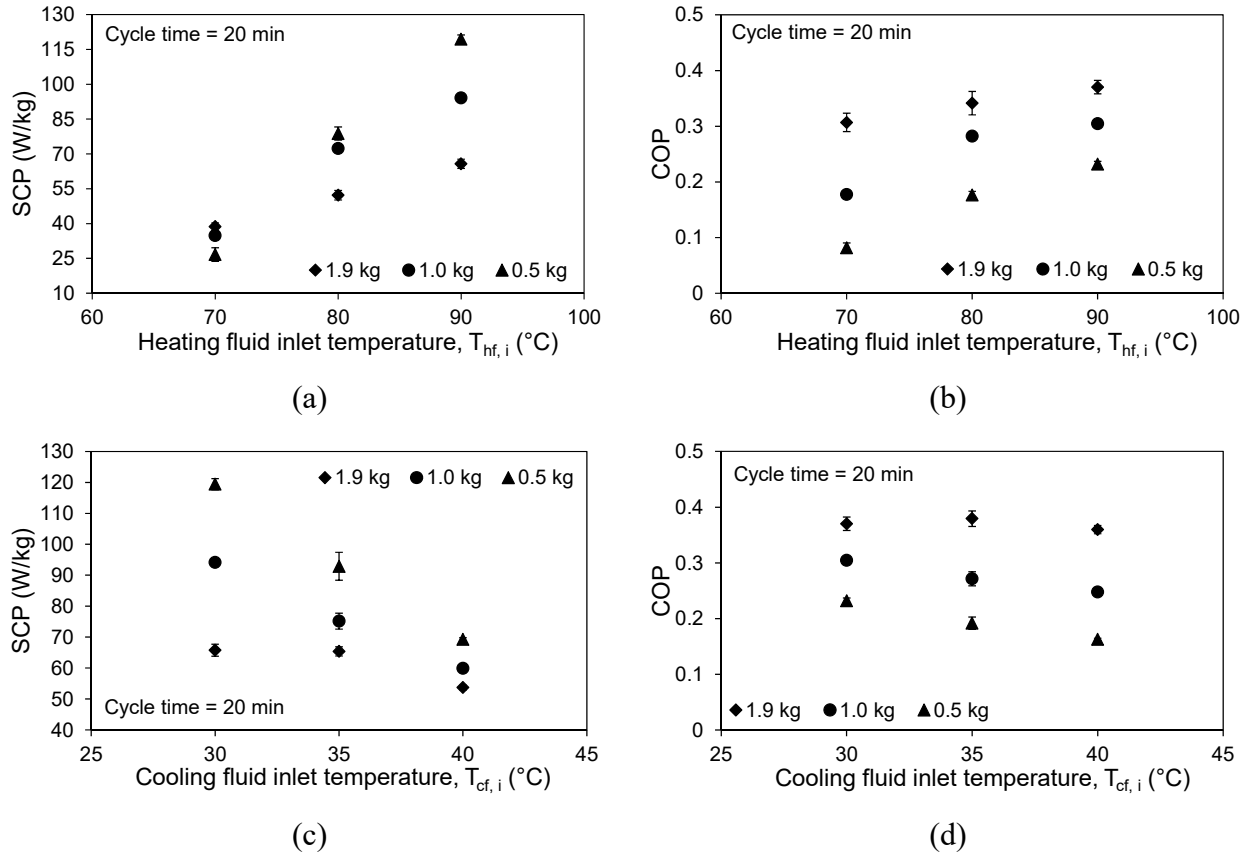 130
115
100
85
70
55
40
25
10
SCP (W/kg)
Cycle time = 20 min
1.9 kg 1.0 kg 0.5 kg
60 70 80 90 100
Heating fluid inlet temperature, Thf, i (°C)
(a)
0.5
0.4
0.3
0.2
0.1
0
COP
Cycle time = 20 min
1.9 kg 1.0 kg 0.5 kg
60 70 80 90 100
Heating fluid inlet temperature, Thf, i (°C)
(b)
130
120
110
100
90
80
70
60
50
40
SCP (W/kg)
1.9 kg 1.0 kg 0.5 kg
Cycle time = 20 min
25 30 35 40 45
Cooling fluid inlet temperature, Tcf, i (°C)
(c)
0.5
0.4
0.3
0.2
0.1
0
COP
Cycle time = 20 min
1.9 kg 1.0 kg 0.5 kg
25 30 35 40 45
Cooling fluid inlet temperature, Tcf, i (°C)
(d)